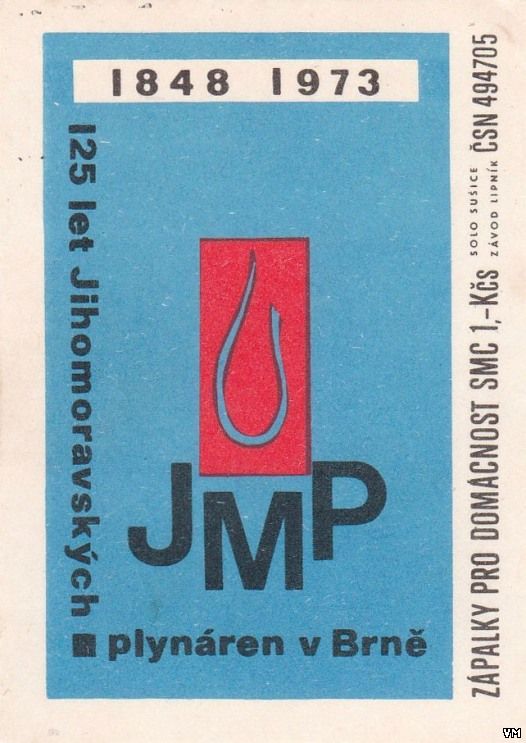 1848 1973
125 let Jihomoravských
JMP
plynáren v Brně
ZÁPALKY PRO DOMÁCNOST SMC 1,-Kčs
SOLO SUŠICE
ZÁVOD LIPNÍK
ČSN 494705
VM